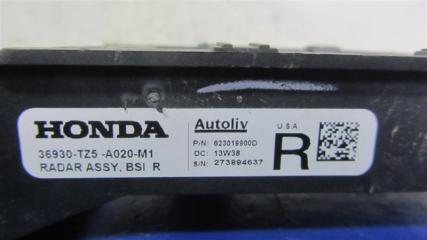 HONDA
36930-TZ5 -A020-M1
RADAR ASSY, BSI R
Autoliv
P/N: 623019900D
DC: 13W38
S/N: 273894637
U.S.A
R